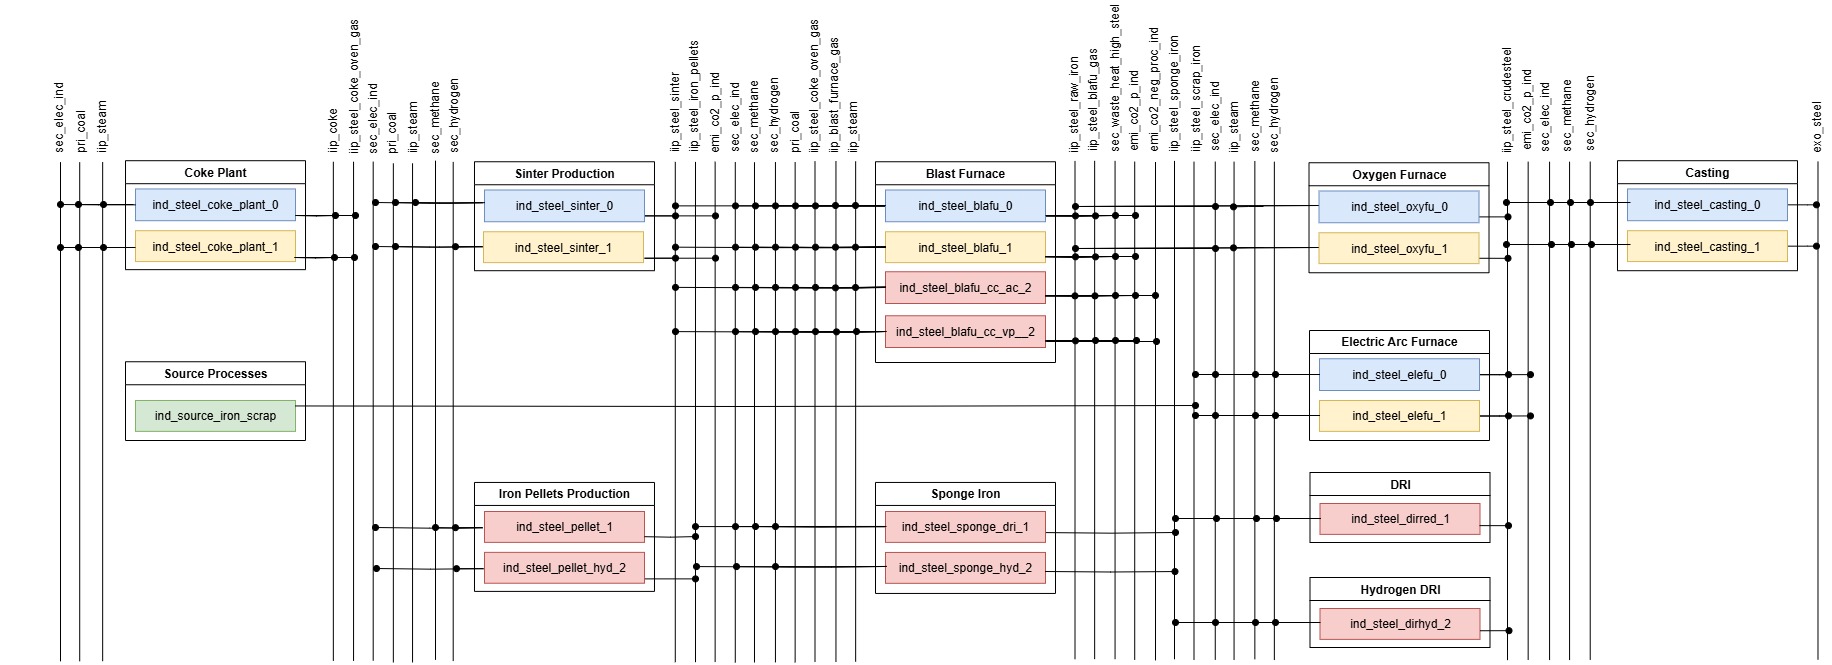 sec_elec_ind
pri_coal
iip_steam
iip_coke
iip_steel_coke_oven_gas
sec_elec_ind
pri_coal
iip_steam
sec_methane
sec_hydrogen
iip_steel_sinter
iip_steel_iron_pellets
emi_co2_p_ind
sec_elec_ind
sec_methane
sec_hydrogen
pri_coal
iip_steel_coke_oven_gas
iip_blast_furnace_gas
iip_steam
iip_steel_raw_iron
iip_steel_blafu_gas
sec_waste_heat_high_steel
emi_co2_p_ind
emi_co2_neg_proc_ind
iip_steel_sponge_iron
iip_steel_scrap_iron
sec_elec_ind
iip_steam
sec_methane
sec_hydrogen
iip_steel_crudesteel
emi_co2_p_ind
sec_elec_ind
sec_methane
sec_hydrogen
exo_steel
Coke Plant
ind_steel_coke_plant_0
ind_steel_coke_plant_1
Sinter Production
ind_steel_sinter_0
ind_steel_sinter_1
Blast Furnace
ind_steel_blafu_0
ind_steel_blafu_1
ind_steel_blafu_cc_ac_2
ind_steel_blafu_cc_vp__2
Oxygen Furnace
ind_steel_oxyfu_0
ind_steel_oxyfu_1
Casting
ind_steel_casting_0
ind_steel_casting_1
Source Processes
ind_source_iron_scrap
Electric Arc Furnace
ind_steel_elefu_0
ind_steel_elefu_1
Iron Pellets Production
ind_steel_pellet_1
ind_steel_pellet_hyd_2
Sponge Iron
ind_steel_sponge_dri_1
ind_steel_sponge_hyd_2
DRI
ind_steel_dirred_1
Hydrogen DRI
ind_steel_dirhyd_2